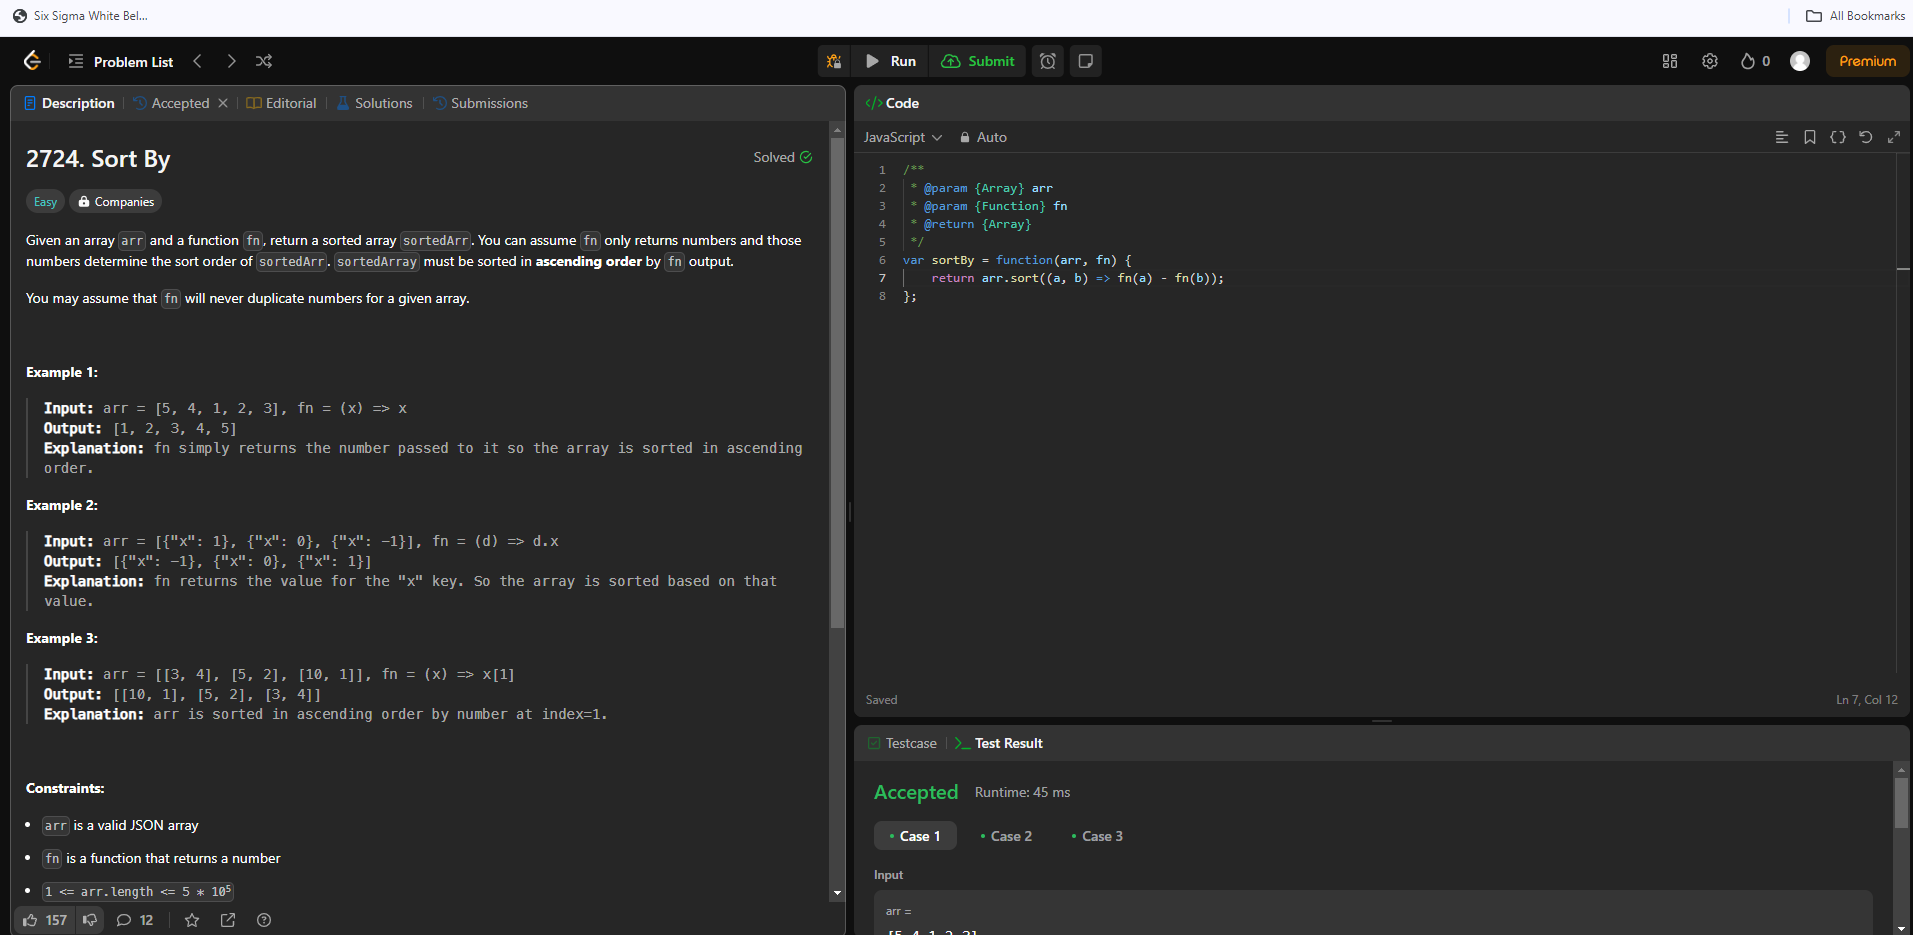 Six Sigma White Bel...
All Bookmarks
Problem List
Run
Submit
0
Premium
Description
Accepted
Editorial
Solutions
Submissions
2724. Sort By
Solved
Easy
Companies
Given an array arr and a function fn, return a sorted array sortedArr. You can assume fn only returns numbers and those
numbers determine the sort order of sortedArr. sortedArray must be sorted in ascending order by fn output.
You may assume that fn will never duplicate numbers for a given array.
Example 1:
Input: arr = [5, 4, 1, 2, 3], fn = (x) => x
Output: [1, 2, 3, 4, 5]
Explanation: fn simply returns the number passed to it so the array is sorted in ascending
order.
Example 2:
Input: arr = [{"x": 1}, {"x": 0}, {"x": -1}], fn = (d) => d.x
Output: [{"x": -1}, {"x": 0}, {"x": 1}]
Explanation: fn returns the value for the "x" key. So the array is sorted based on that
value.
Example 3:
Input: arr = [[3, 4], [5, 2], [10, 1]], fn = (x) => x[1]
Output: [[10, 1], [5, 2], [3, 4]]
Explanation: arr is sorted in ascending order by number at index=1.
Constraints:
• arr is a valid JSON array
• fn is a function that returns a number
• 1 <= arr.length <= 5 * 10⁵
157
12
</> Code
JavaScript
Auto
1 /**
2 * @param {Array} arr
3 * @param {Function} fn
4 * @return {Array}
5 */
6 var sortBy = function(arr, fn) {
7 return arr.sort((a, b) => fn(a) - fn(b));
8 };
Saved
Ln 7, Col 12
Testcase
Test Result
Accepted
Runtime: 45 ms
• Case 1
• Case 2
• Case 3
Input
arr =
[5, 4, 1, 2, 3]